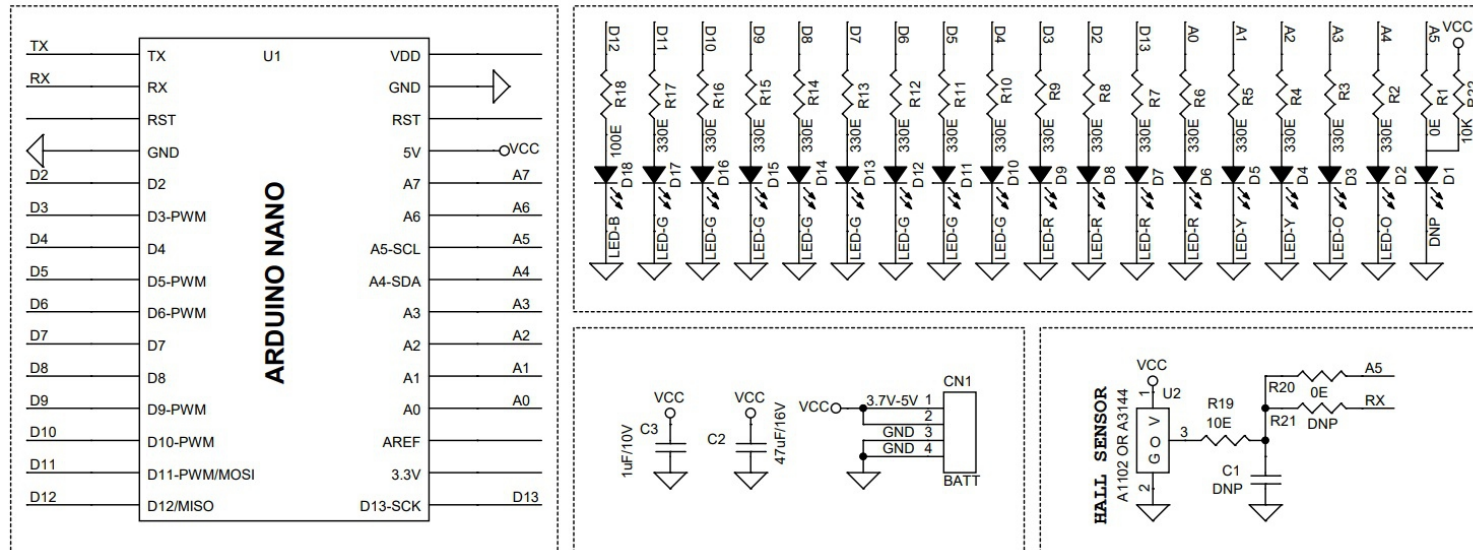 TX
RX
D2
D3
D4
D5
D6
D7
D8
D9
D10
D11
D12
U1
ARDUINO NANO
TX
RX
RST
GND
D2
D3-PWM
D4
D5-PWM
D6-PWM
D7
D8
D9-PWM
D10-PWM
D11-PWM/MOSI
D12/MISO
VDD
GND
RST
5V
A7
A6
A5-SCL
A4-SDA
A3
A2
A1
A0
AREF
3.3V
D13-SCK
VCC
A7
A6
A5
A4
A3
A2
A1
A0
D13
D12
R18
100E
D18
LED-B
D11
R17
330E
D17
LED-G
D10
R16
330E
D16
LED-G
D9
R15
330E
D15
LED-G
D8
R14
330E
D14
LED-G
D7
R13
330E
D13
LED-G
D6
R12
330E
D12
LED-G
D5
R11
330E
D11
LED-G
D4
R10
330E
D10
LED-G
D3
R9
330E
D9
LED-R
D2
R8
330E
D8
LED-R
D13
R7
330E
D7
LED-R
A0
R6
330E
D6
LED-R
A1
R5
330E
D5
LED-Y
A2
R4
330E
D4
LED-Y
A3
R3
330E
D3
LED-O
A4
R2
330E
D2
LED-O
A5
R1
0E
D1
DNP
VCC
10K
VCC
C3
1uF/10V
VCC
C2
47uF/16V
VCC
3.7V-5V
GND
GND
1
2
3
4
CN1
BATT
HALL SENSOR
A1102 OR A3144
VCC
1
U2
V
O
G
2
3
R19
10E
R20
0E
A5
R21
DNP
RX
C1
DNP